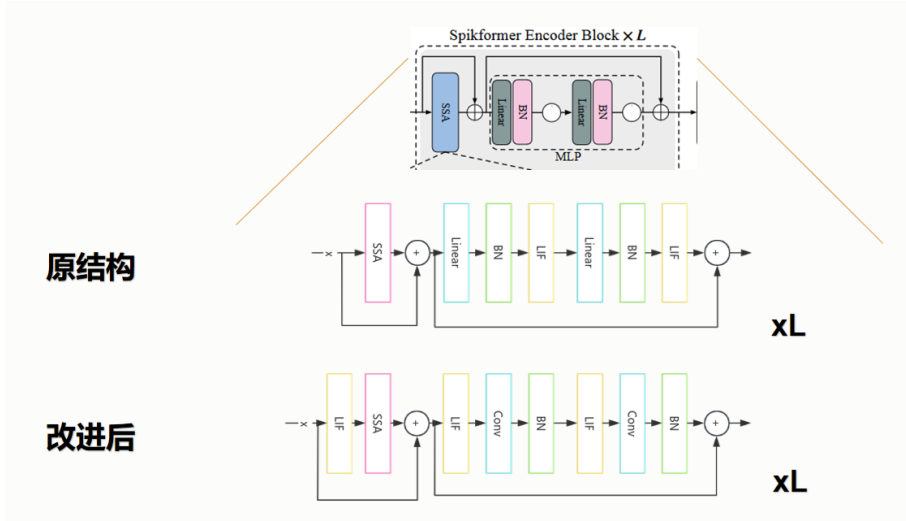 Spikformer Encoder Block × L
SSA
Linear
BN
Linear
BN
MLP
原结构
x
SSA
+
Linear
BN
LIF
Linear
BN
LIF
+
xL
改进后
x
LIF
SSA
+
LIF
Conv
BN
LIF
Conv
BN
+
xL